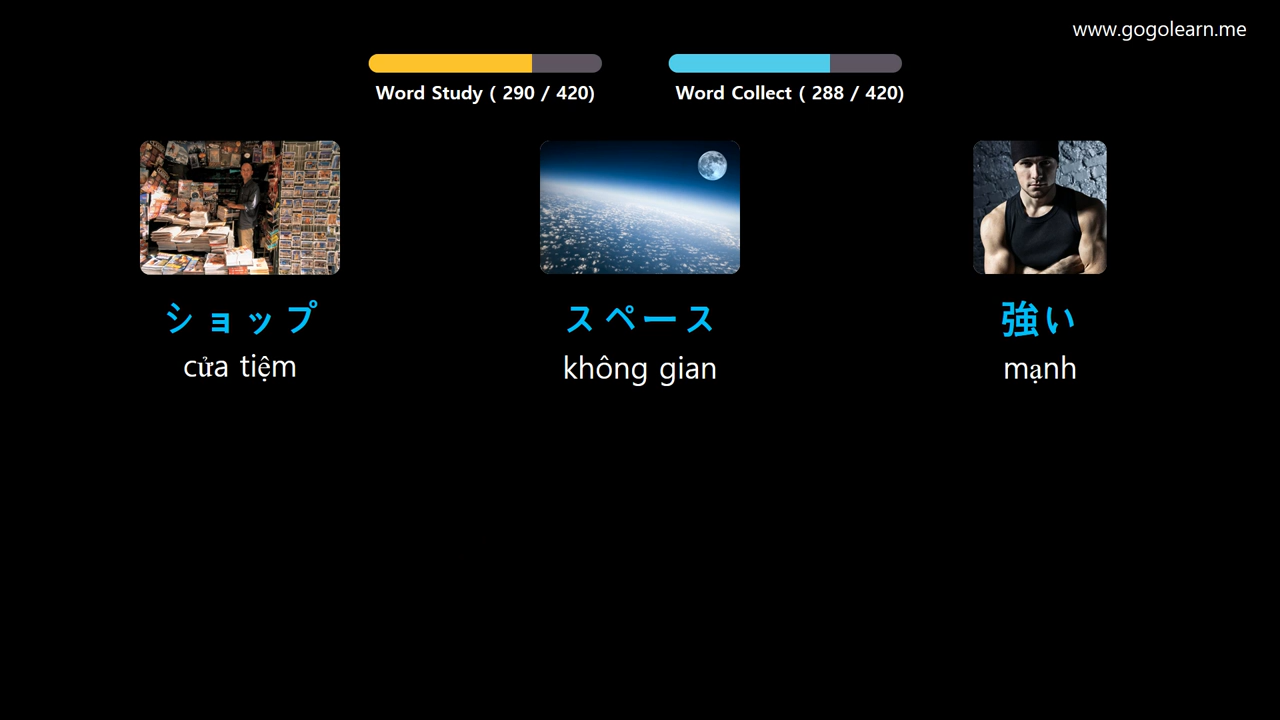 www.gogolearn.me
Word Study ( 290 / 420)
Word Collect ( 288 / 420)
ショップ
スペース
強い
cửa tiệm
không gian
mạnh